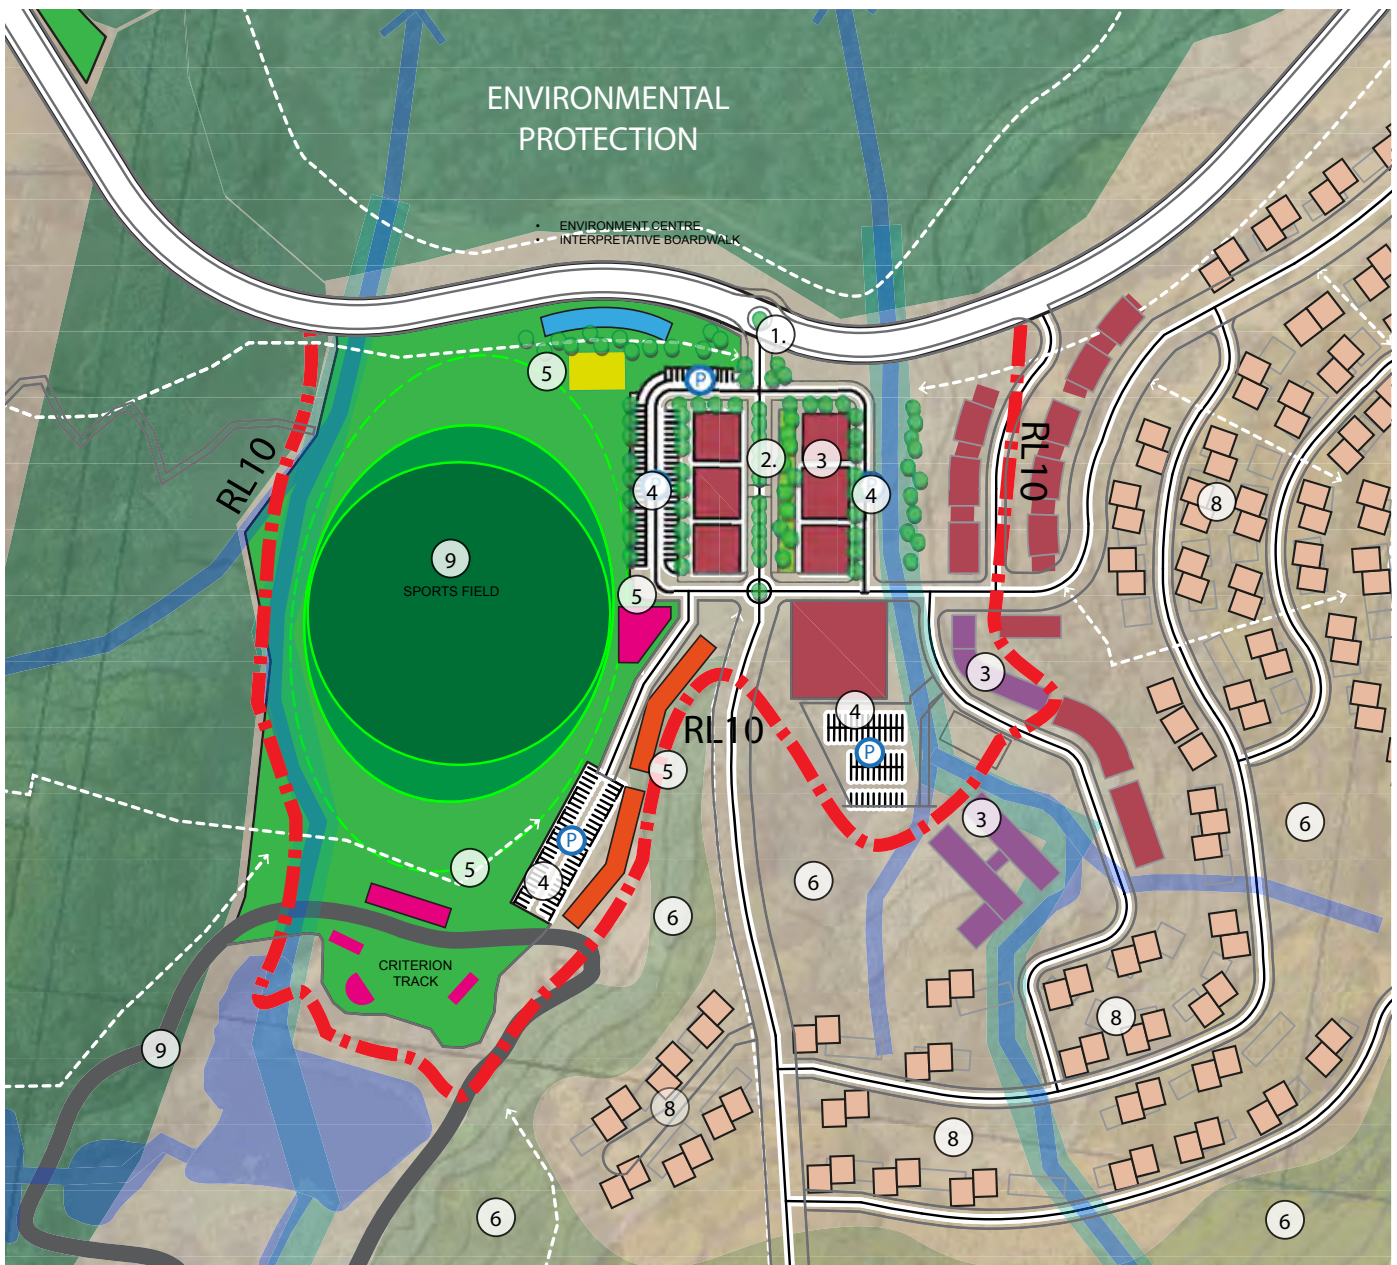 ENVIRONMENTAL
PROTECTION
• ENVIRONMENT CENTRE
• INTERPRETATIVE BOARDWALK
1.
5
P
RL10
RL10
2.
3
4
4
8
9
SPORTS FIELD
5
3
4
RL10
P
5
3
6
P
5
4
6
6
CRITERION
TRACK
9
8
8
8
6
6